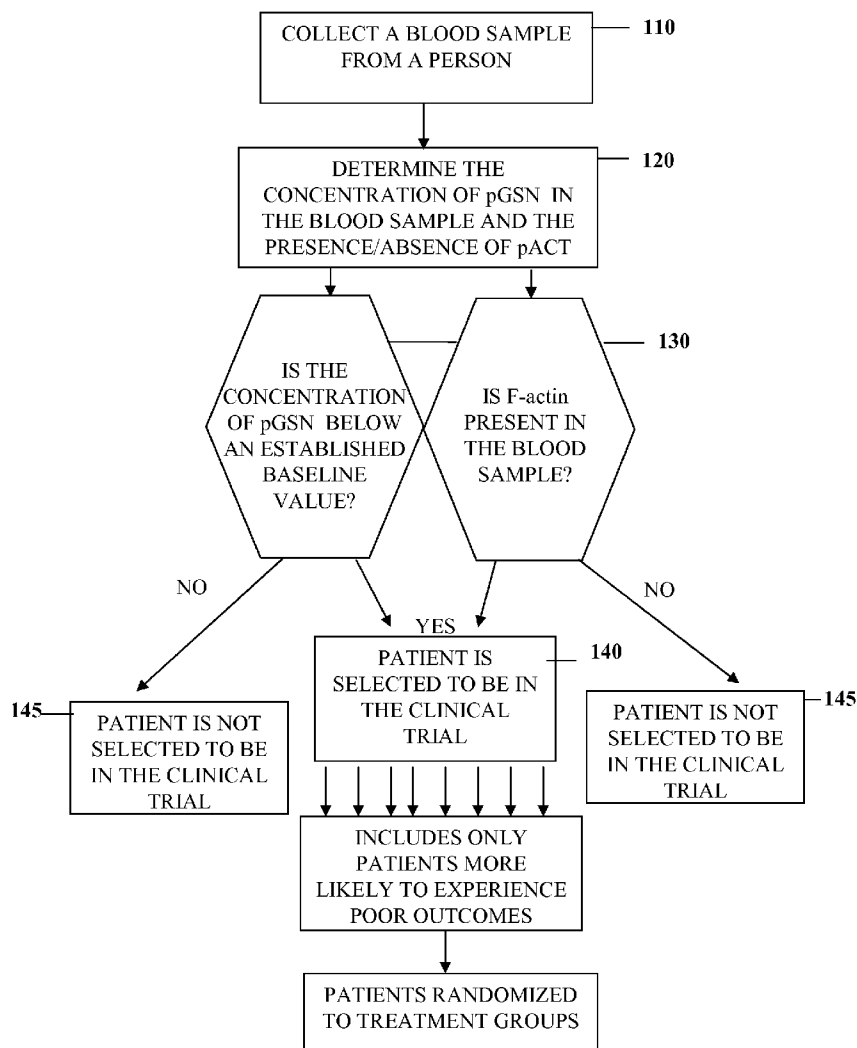 COLLECT A BLOOD SAMPLE
FROM A PERSON
110
DETERMINE THE
CONCENTRATION OF pGSN IN
THE BLOOD SAMPLE AND THE
PRESENCE/ABSENCE OF pACT
120
IS THE
CONCENTRATION
OF pGSN BELOW
AN ESTABLISHED
BASELINE
VALUE?
IS F-actin
PRESENT IN
THE BLOOD
SAMPLE?
130
NO
YES
NO
PATIENT IS
SELECTED TO BE IN
THE CLINICAL
TRIAL
140
145
PATIENT IS NOT
SELECTED TO BE
IN THE CLINICAL
TRIAL
PATIENT IS NOT
SELECTED TO BE
IN THE CLINICAL
TRIAL
145
INCLUDES ONLY
PATIENTS MORE
LIKELY TO EXPERIENCE
POOR OUTCOMES
PATIENTS RANDOMIZED
TO TREATMENT GROUPS